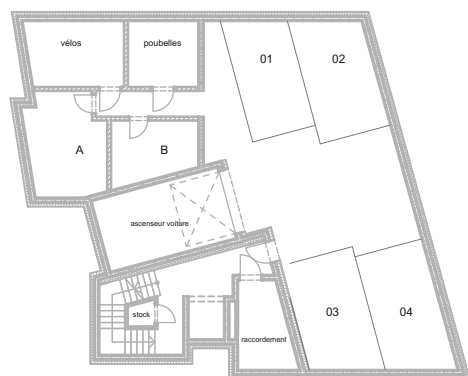 vélos
poubelles
01
02
A
B
ascenseur voiture
stock
03
04
raccordement